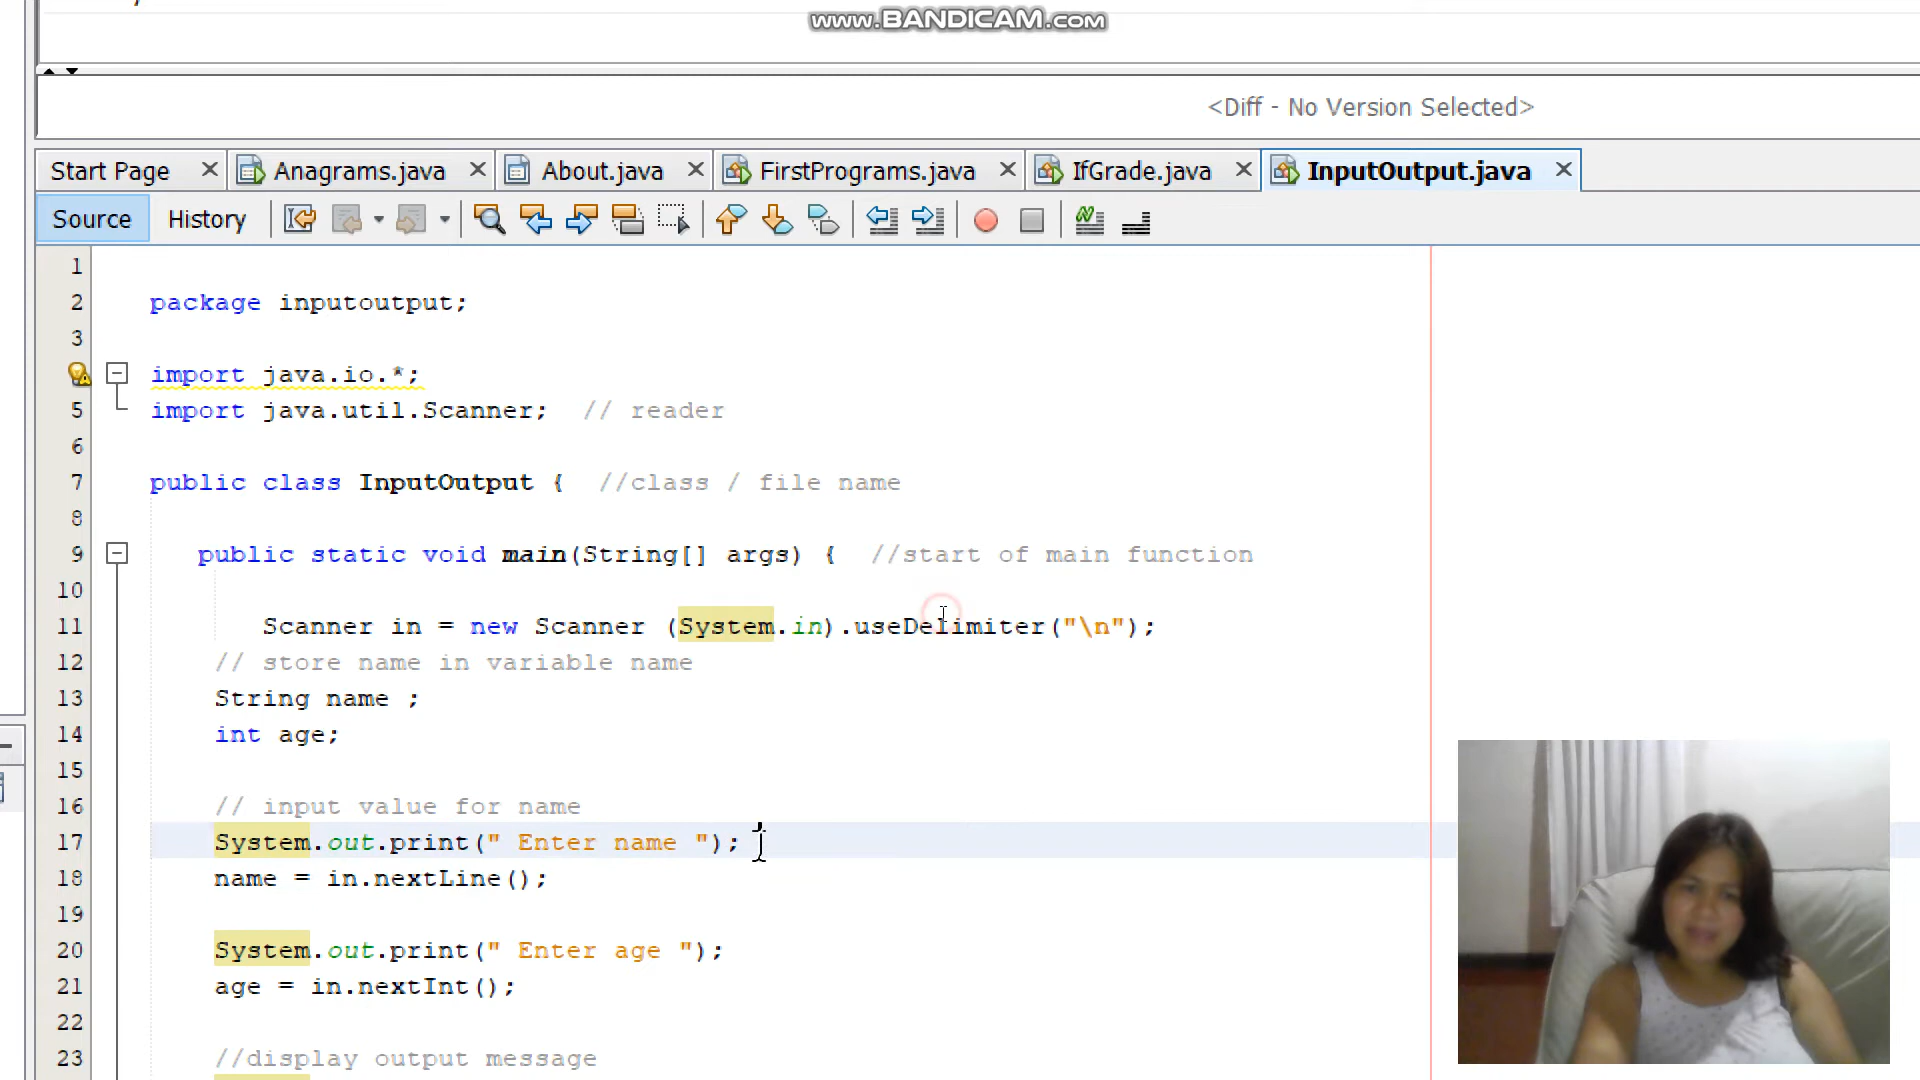 www.BANDICAM.com
<Diff - No Version Selected>
Start Page Anagrams.java About.java FirstPrograms.java IfGrade.java InputOutput.java
Source History
1
2 package inputoutput;
3
import java.io.*;
5 import java.util.Scanner; // reader
6
7 public class InputOutput { //class / file name
8
9 public static void main(String[] args) { //start of main function
10
11 Scanner in = new Scanner (System.in).useDelimiter("\n");
12 // store name in variable name
13 String name ;
14 int age;
15
16 // input value for name
17 System.out.print(" Enter name ");
18 name = in.nextLine();
19
20 System.out.print(" Enter age ");
21 age = in.nextInt();
22
23 //display output message